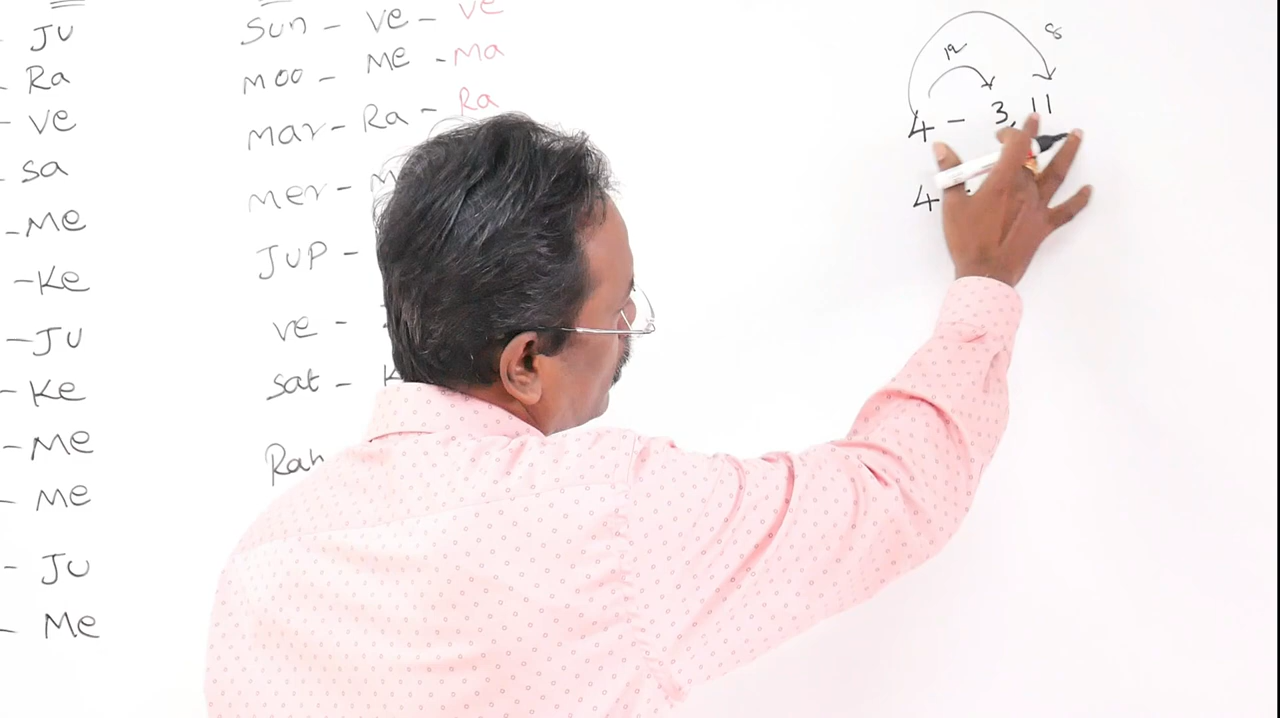 - JU
- Ra
- ve
- sa
- Me
- Ke
- JU
- Ke
- Me
- Me
- JU
- Me
Sun - ve - ve
moo - Me - Ma
mar - Ra - Ra
mer -
JUP -
ve -
sat - K
Rah
12 8
4 - 3, 11
4